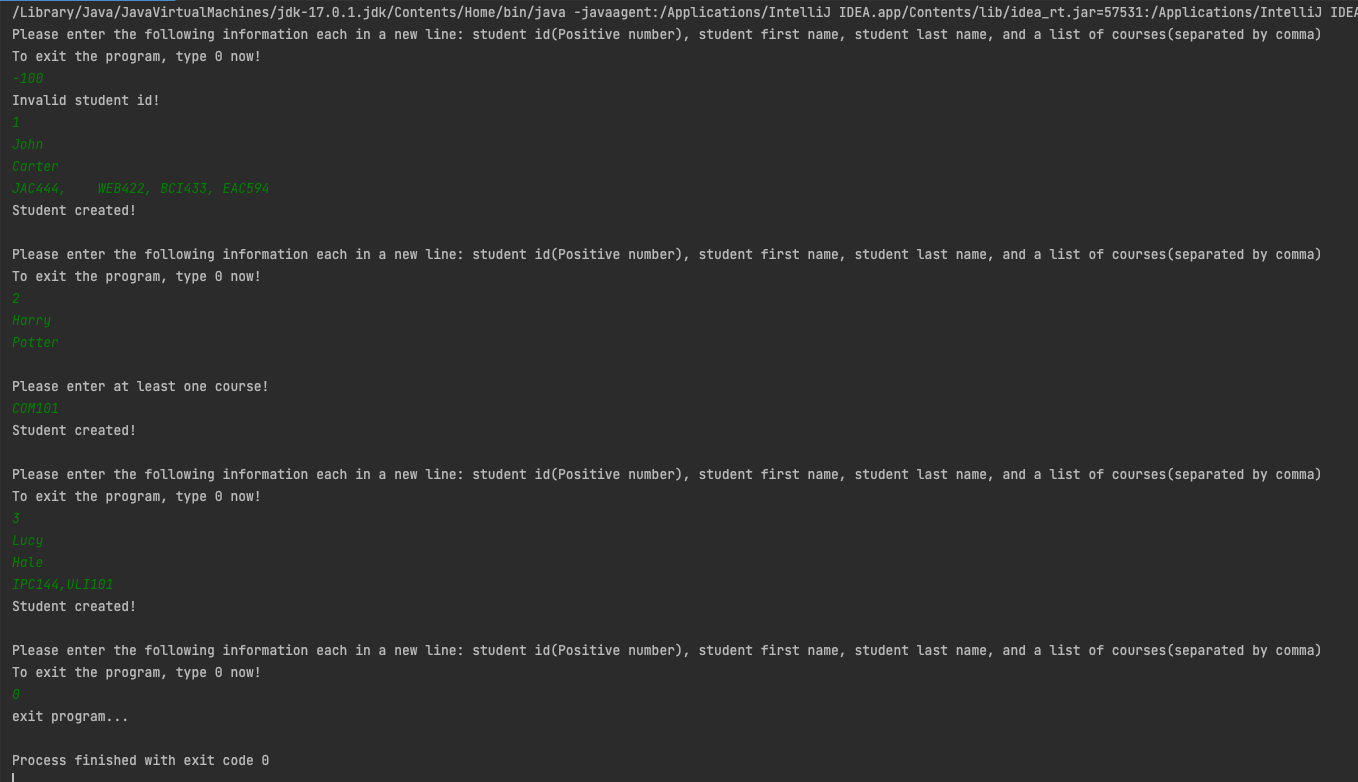 /Library/Java/JavaVirtualMachines/jdk-17.0.1.jdk/Contents/Home/bin/java -javaagent:/Applications/IntelliJ IDEA.app/Contents/lib/idea_rt.jar=57531:/Applications/IntelliJ IDEA
Please enter the following information each in a new line: student id(Positive number), student first name, student last name, and a list of courses(separated by comma)
To exit the program, type 0 now!
-100
Invalid student id!
1
John
Carter
JAC444,    WEB422, BCI433, EAC594
Student created!
Please enter the following information each in a new line: student id(Positive number), student first name, student last name, and a list of courses(separated by comma)
To exit the program, type 0 now!
2
Harry
Potter
Please enter at least one course!
COM101
Student created!
Please enter the following information each in a new line: student id(Positive number), student first name, student last name, and a list of courses(separated by comma)
To exit the program, type 0 now!
3
Lucy
Hale
IPC144,ULI101
Student created!
Please enter the following information each in a new line: student id(Positive number), student first name, student last name, and a list of courses(separated by comma)
To exit the program, type 0 now!
0
exit program...
Process finished with exit code 0